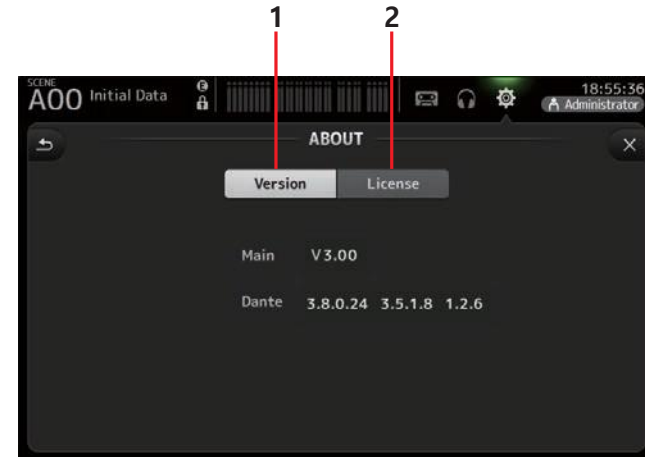 1 2
SCENE
A00 Initial Data E 18:55:36
Administrator
ABOUT
Version License
Main V3.00
Dante 3.8.0.24 3.5.1.8 1.2.6